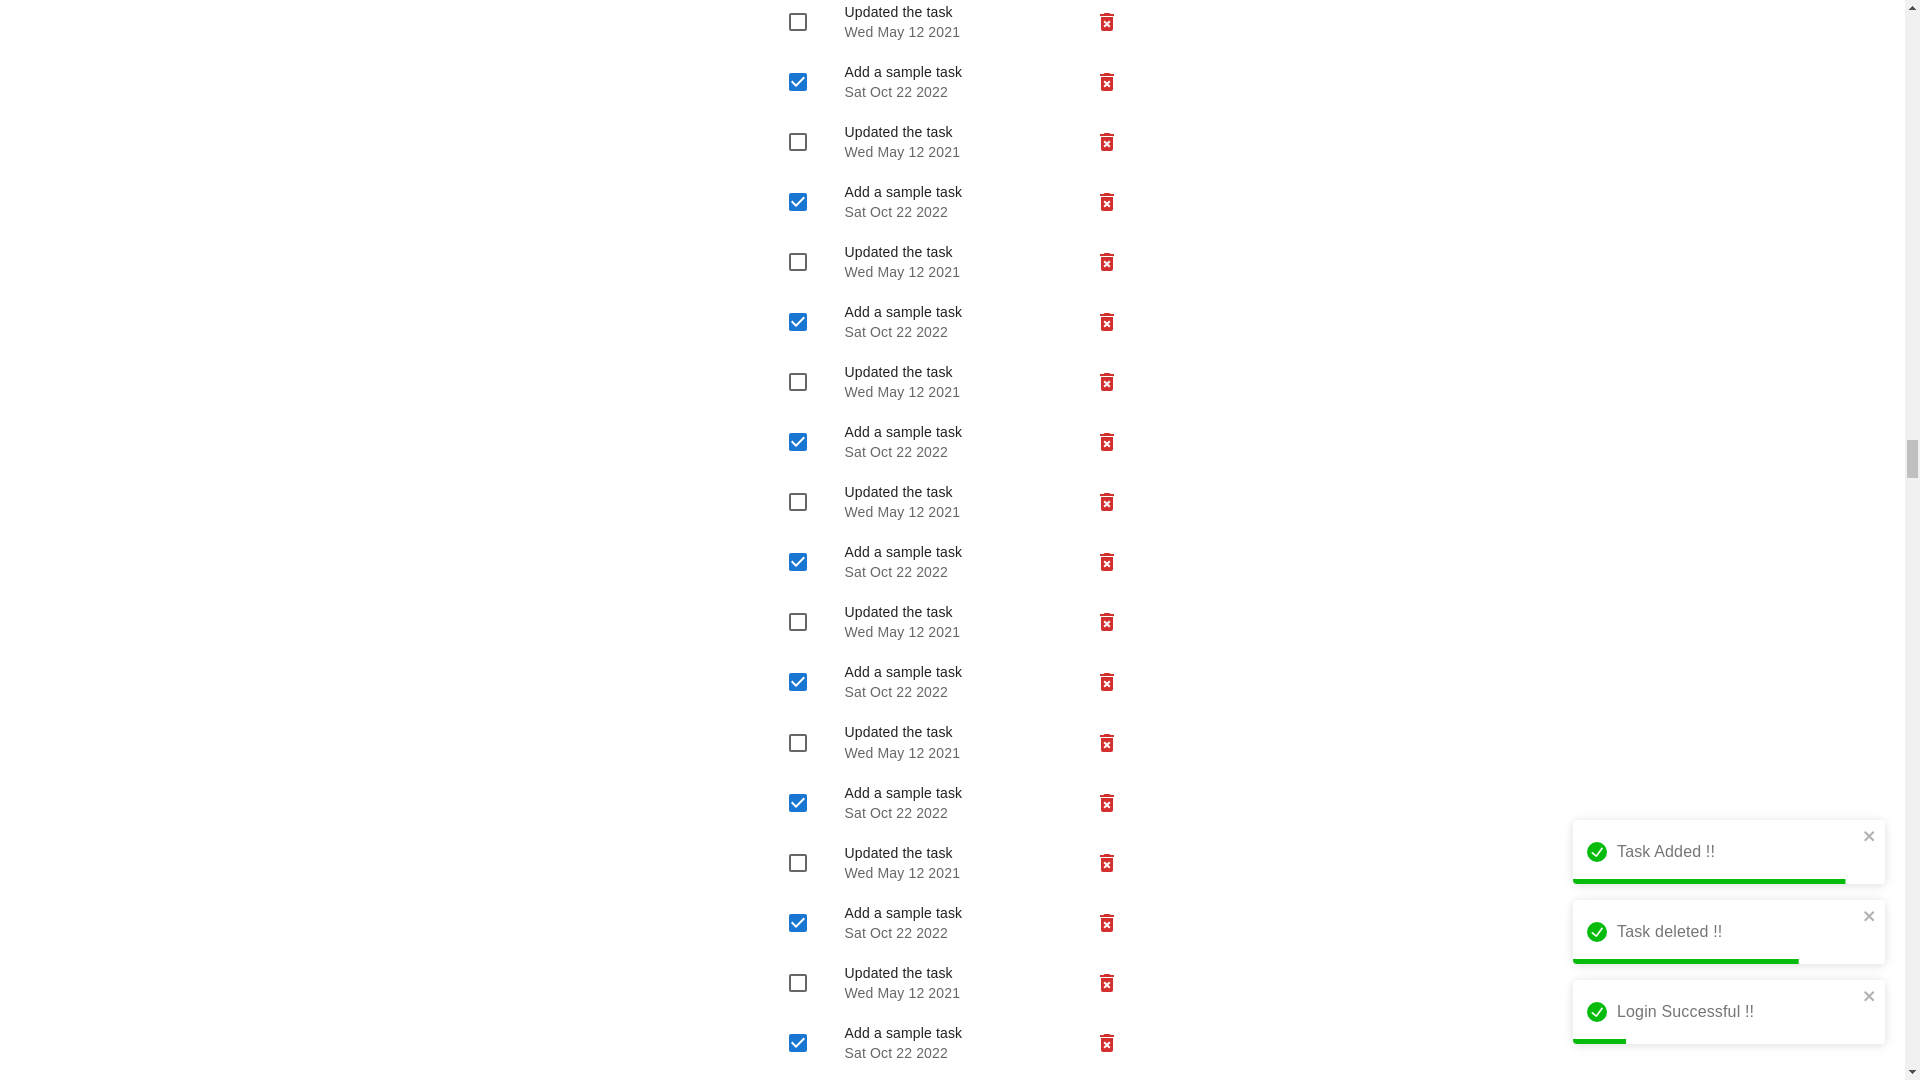 Updated the task
Wed May 12 2021
Add a sample task
Sat Oct 22 2022
Updated the task
Wed May 12 2021
Add a sample task
Sat Oct 22 2022
Updated the task
Wed May 12 2021
Add a sample task
Sat Oct 22 2022
Updated the task
Wed May 12 2021
Add a sample task
Sat Oct 22 2022
Updated the task
Wed May 12 2021
Add a sample task
Sat Oct 22 2022
Updated the task
Wed May 12 2021
Add a sample task
Sat Oct 22 2022
Updated the task
Wed May 12 2021
Add a sample task
Sat Oct 22 2022
Updated the task
Wed May 12 2021
Add a sample task
Sat Oct 22 2022
Updated the task
Wed May 12 2021
Add a sample task
Sat Oct 22 2022
Task Added !!
Task deleted !!
Login Successful !!